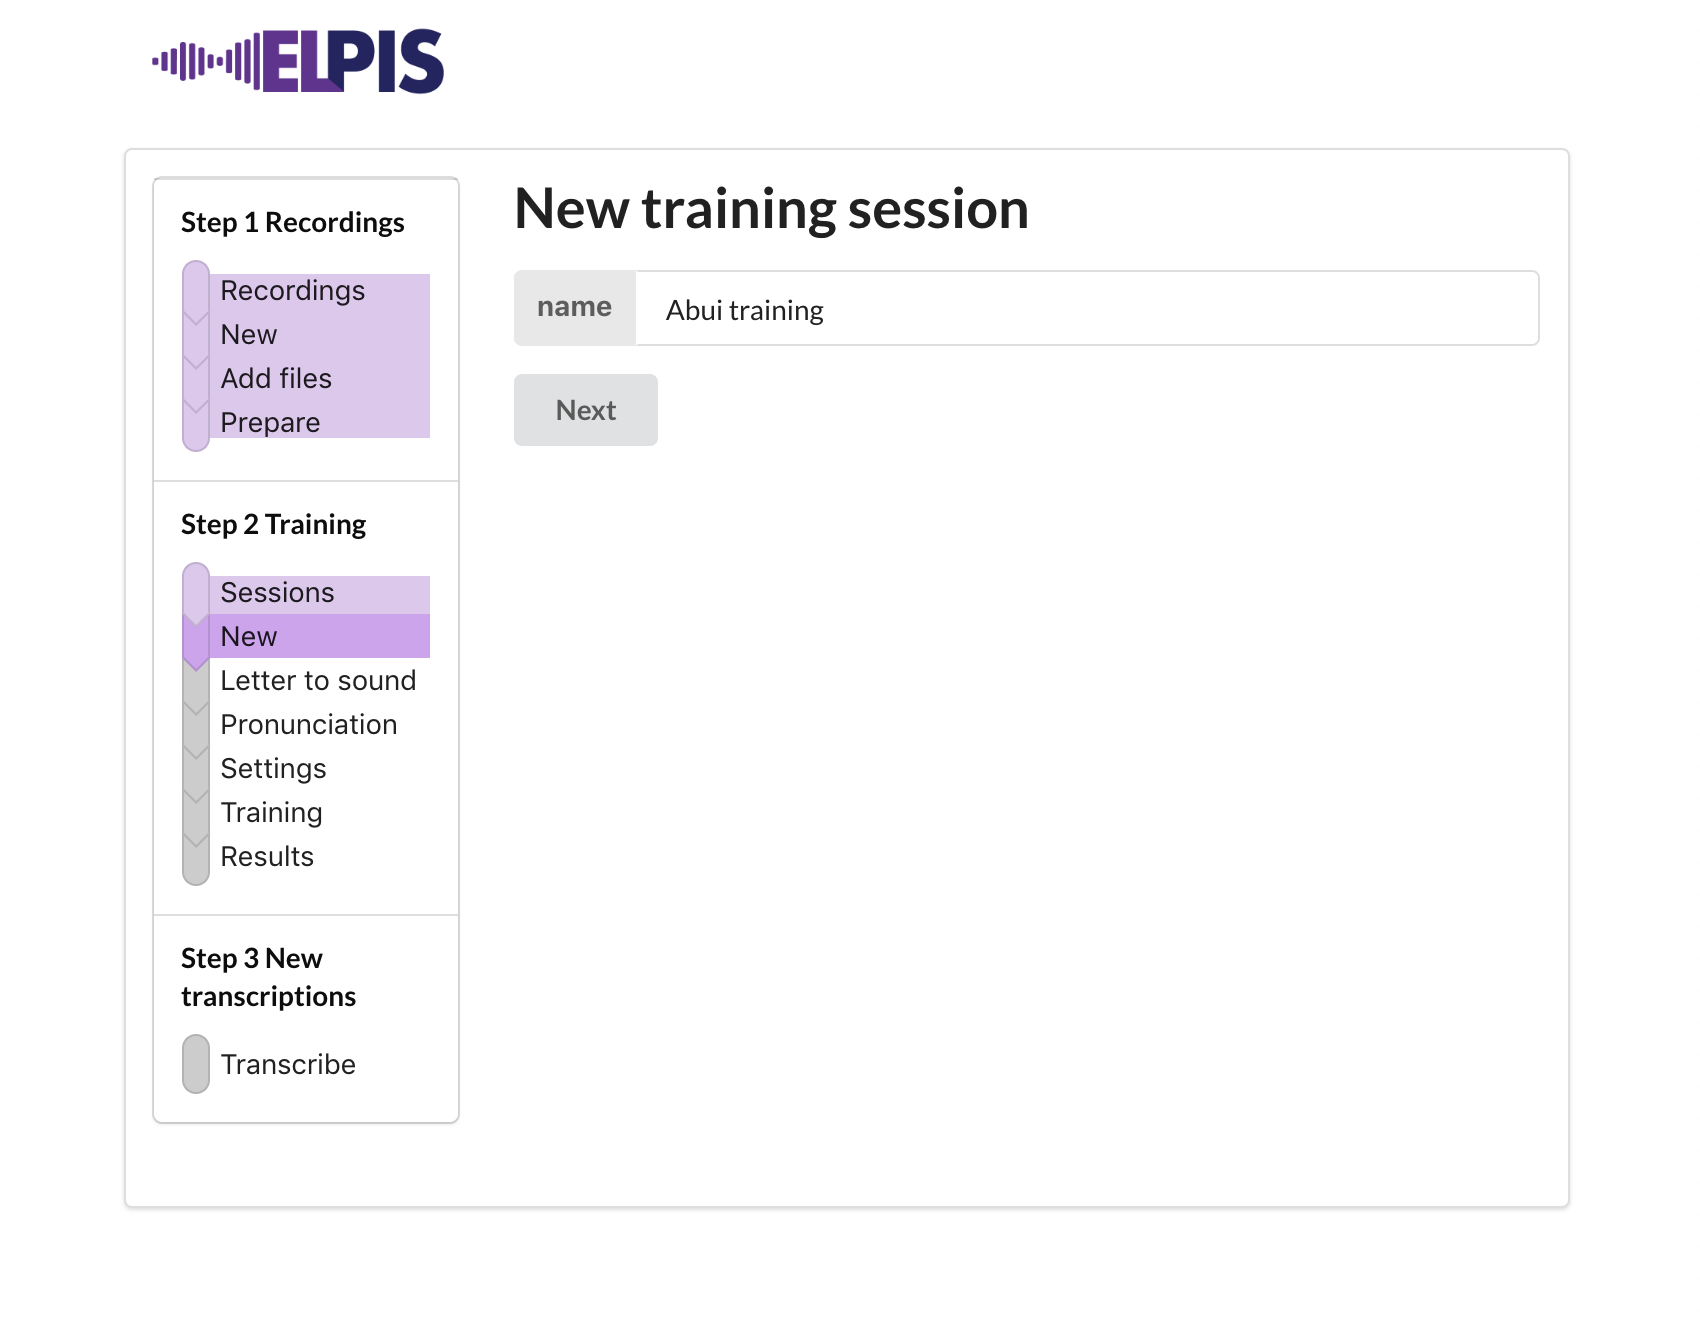 ELPIS
Step 1 Recordings
Recordings
New
Add files
Prepare
Step 2 Training
Sessions
New
Letter to sound
Pronunciation
Settings
Training
Results
Step 3 New
transcriptions
Transcribe
New training session
name Abui training
Next